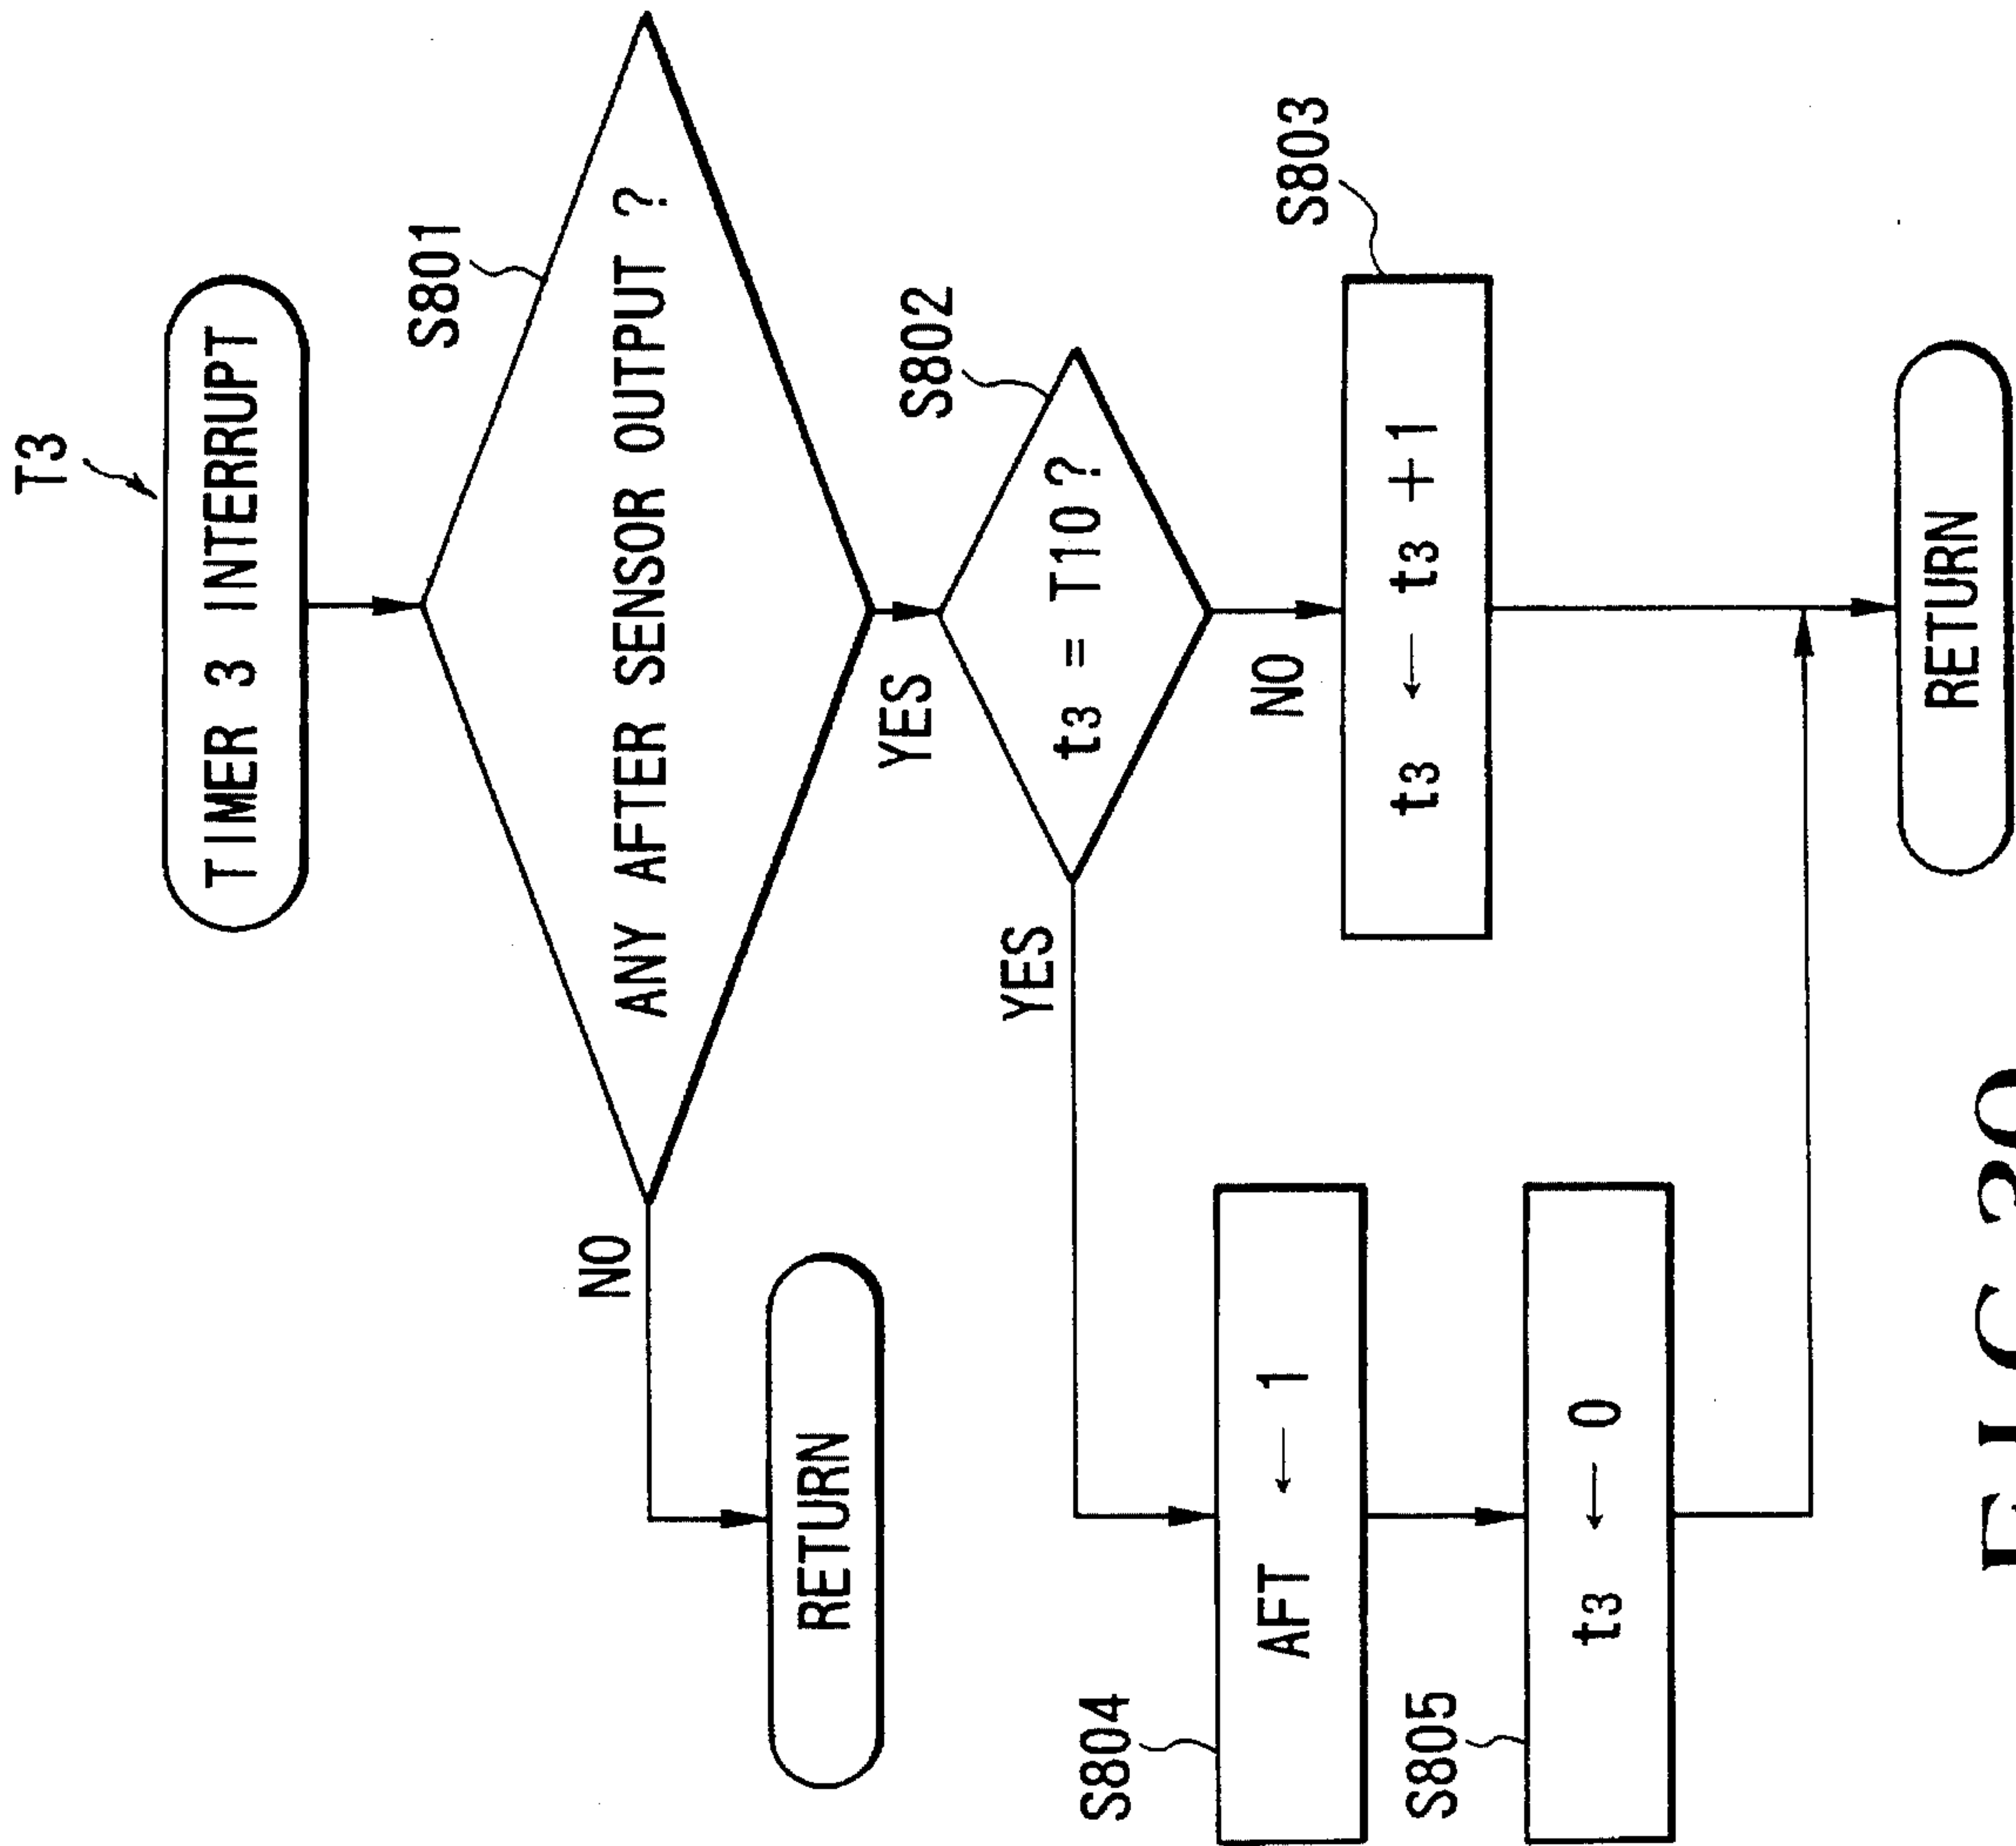 T3
TIMER 3 INTERRUPT
S801
ANY AFTER SENSOR OUTPUT ?
NO
YES
RETURN
S802
t3 = T10 ?
YES
NO
S803
t3 ← t3 +1
S804
AFT ← 1
S805
t3 ← 0
RETURN